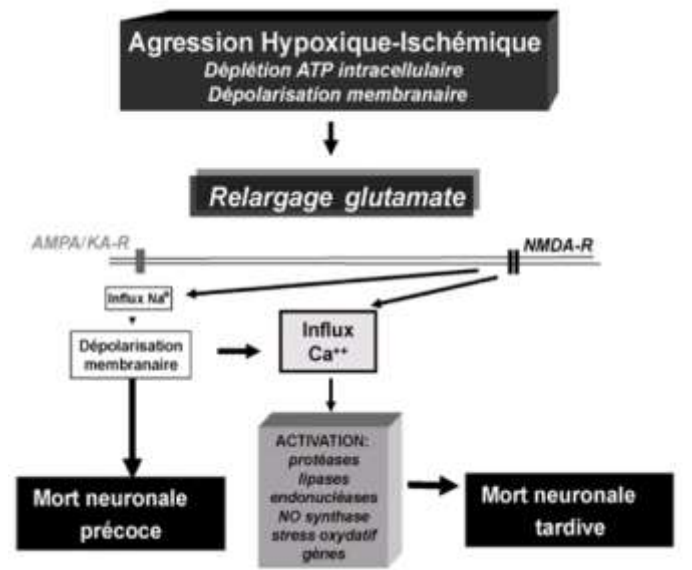 Agression Hypoxique-Ischémique
Déplétion ATP intracellulaire
Dépolarisation membranaire
Relargage glutamate
AMPA/KA-R
NMDA-R
Influx Na+
Influx
Ca++
Dépolarisation
membranaire
ACTIVATION:
protéases
lipases
endonucléases
NO synthase
stress oxydatif
gènes
Mort neuronale
précoce
Mort neuronale
tardive